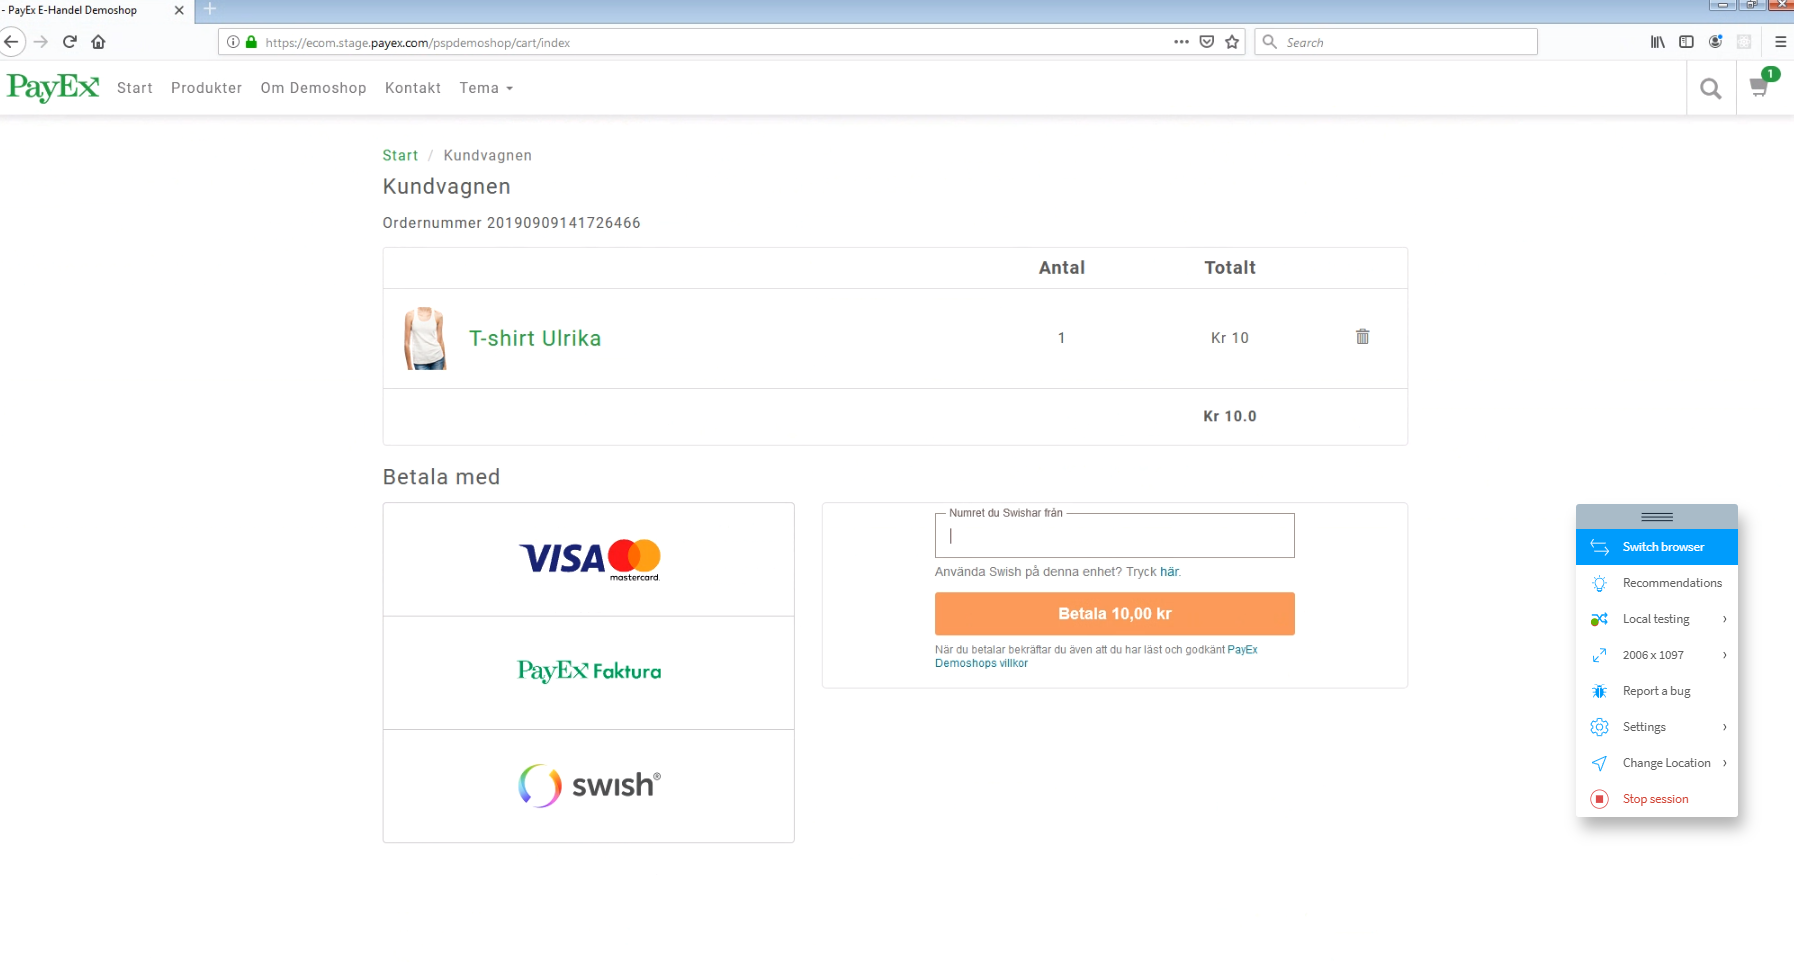 - PayEx E-Handel Demoshop
https://ecom.stage.payex.com/pspdemoshop/cart/index
Search
PayEx Start Produkter Om Demoshop Kontakt Tema
1
Start / Kundvagnen
Kundvagnen
Ordernummer 20190909141726466
Antal Totalt
T-shirt Ulrika 1 Kr 10
Kr 10.0
Betala med
VISA mastercard.
PayEx Faktura
swish®
Numret du Swishar från
Använda Swish på denna enhet? Tryck här.
Betala 10,00 kr
När du betalar bekräftar du även att du har läst och godkänt PayEx
Demoshops villkor
Switch browser
Recommendations
Local testing
2006 x 1097
Report a bug
Settings
Change Location
Stop session